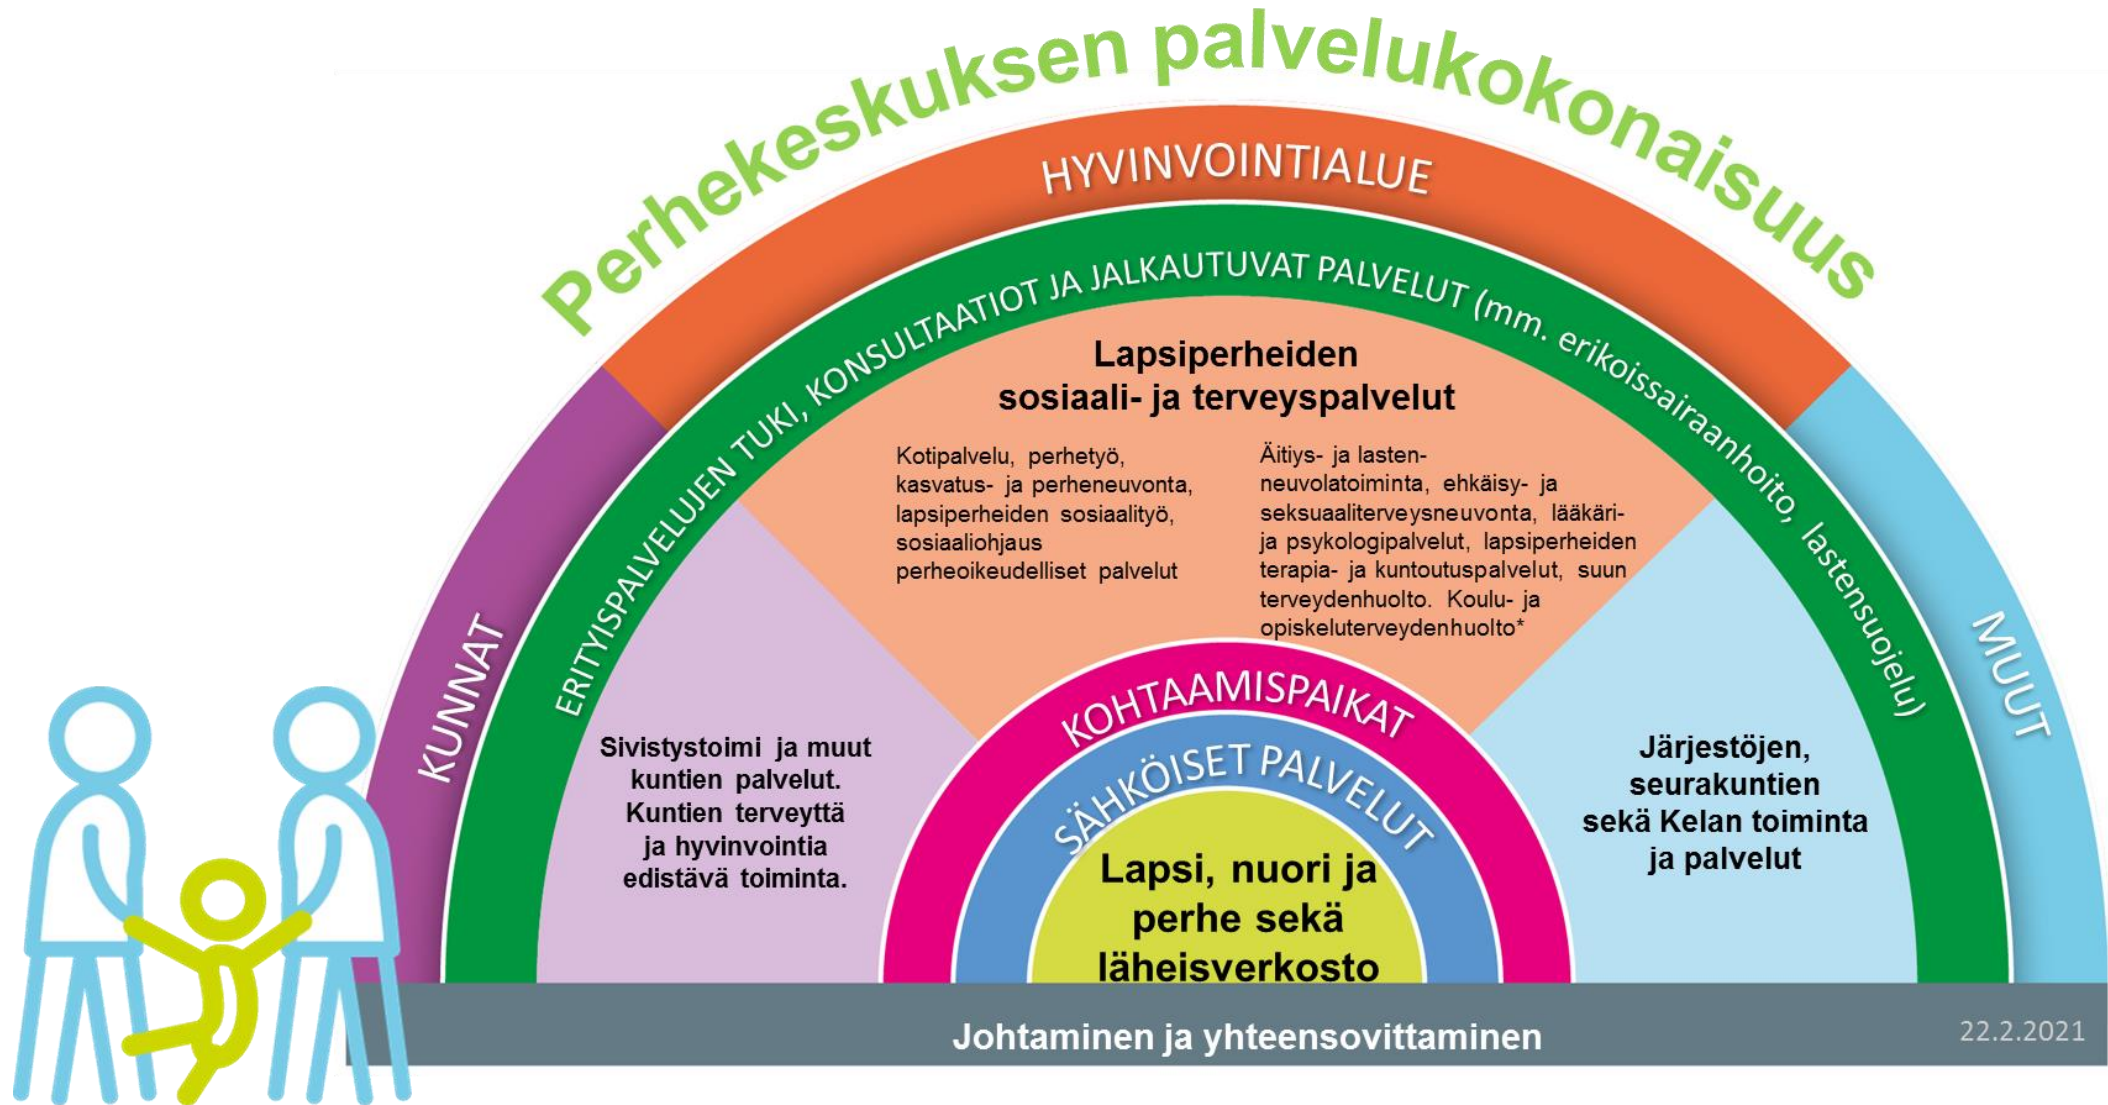 Perhekeskuksen palvelukokonaisuus
HYVINVOINTIALUE
KUNNAT
MUUT
ERITYISPALVELUJEN TUKI, KONSULTAATIOT JA JALKAUTUVAT PALVELUT (mm. erikoissairaanhoito, lastensuojelu)
Lapsiperheiden
sosiaali- ja terveyspalvelut
Kotipalvelu, perhetyö,
kasvatus- ja perheneuvonta,
lapsiperheiden sosiaalityö,
sosiaaliohjaus
perheoikeudelliset palvelut
Äitiys- ja lasten-
neuvolatoiminta, ehkäisy- ja
seksuaaliterveysneuvonta, lääkäri-
ja psykologipalvelut, lapsiperheiden
terapia- ja kuntoutuspalvelut, suun
terveydenhuolto. Koulu- ja
opiskeluterveydenhuolto*
Sivistystoimi ja muut
kuntien palvelut.
Kuntien terveyttä
ja hyvinvointia
edistävä toiminta.
Järjestöjen,
seurakuntien
sekä Kelan toiminta
ja palvelut
KOHTAAMISPAIKAT
SÄHKÖISET PALVELUT
Lapsi, nuori ja
perhe sekä
läheisverkosto
Johtaminen ja yhteensovittaminen
22.2.2021